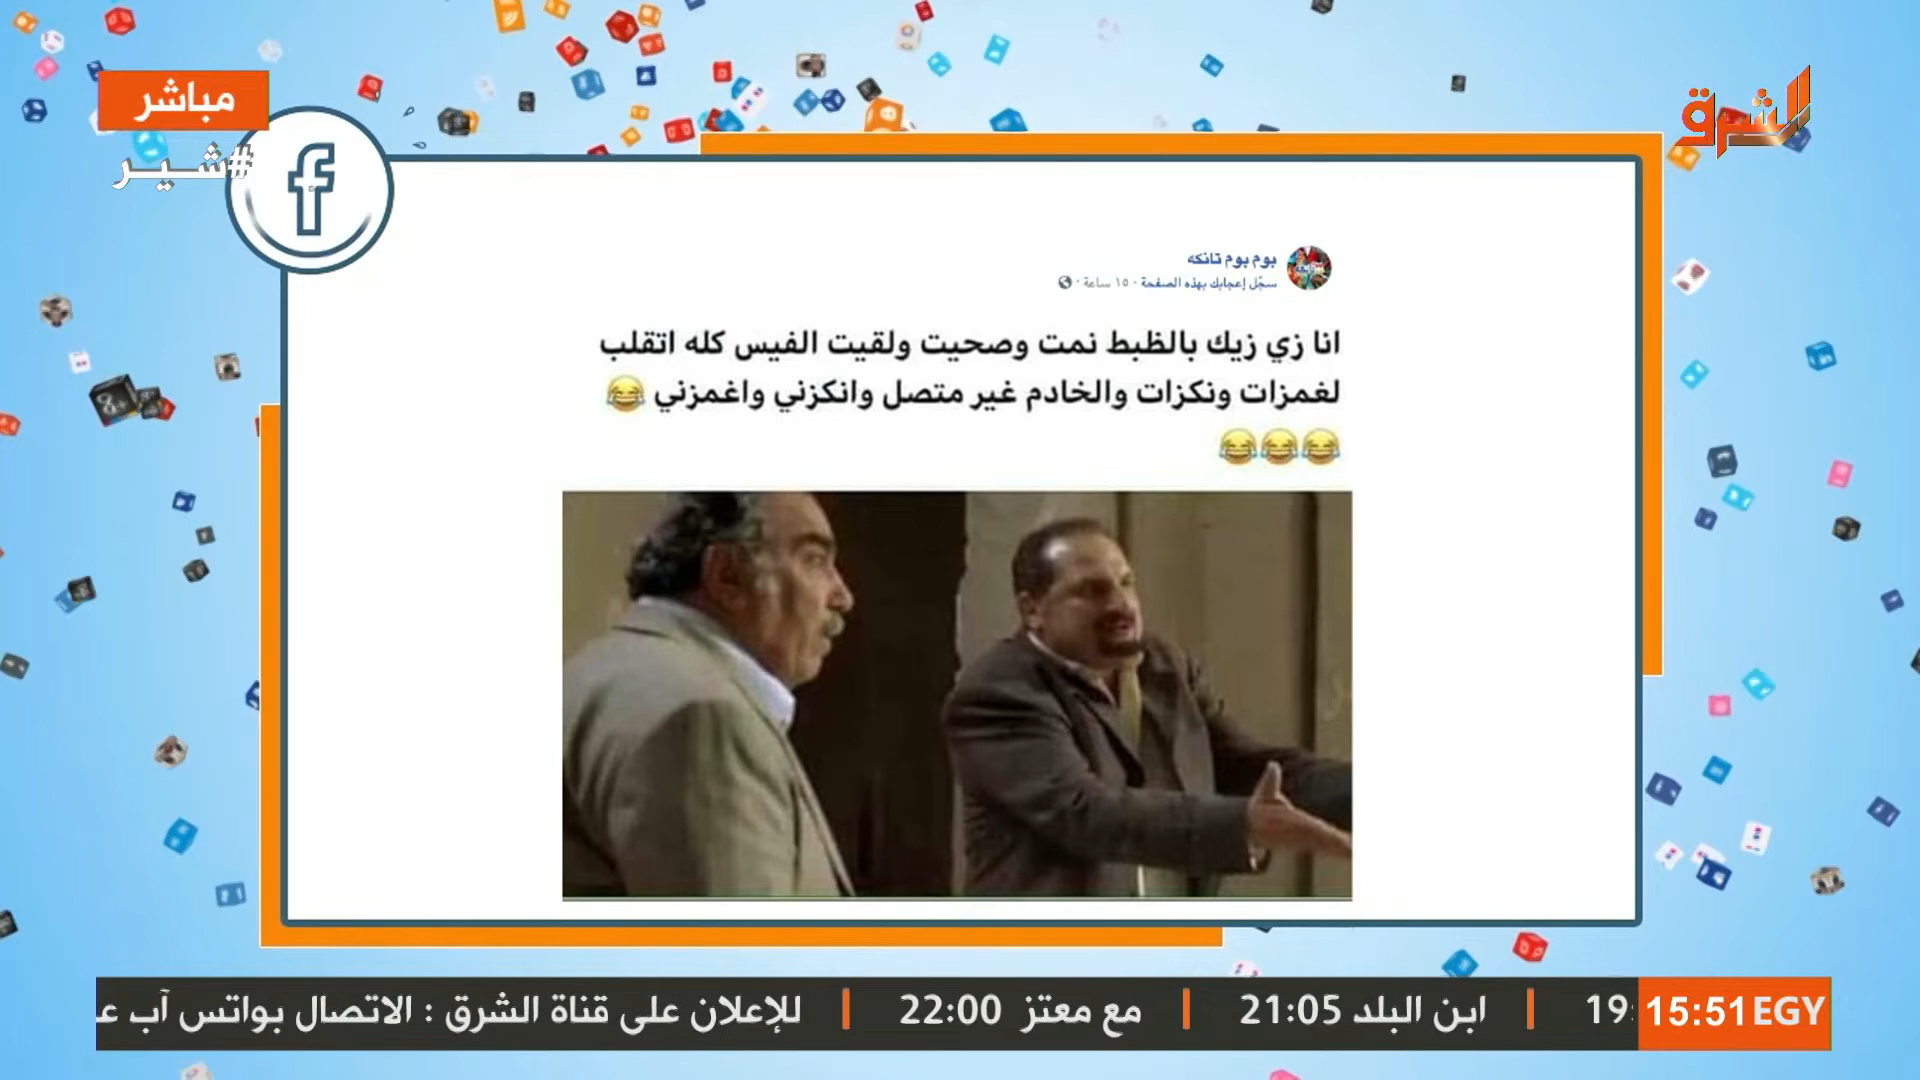 مباشر
#شير
الشرق
بوم بوم تانكه
سجّل إعجابك بهذه الصفحة · ١٥ ساعة ·
انا زي زيك بالظبط نمت وصحيت ولقيت الفيس كله اتقلب
لغمزات ونكزات والخادم غير متصل وانكزني واغمزني 😂
😂😂😂
15:51EGY
19: | ابن البلد 21:05 | مع معتز 22:00 | للإعلان على قناة الشرق : الاتصال بواتس آب